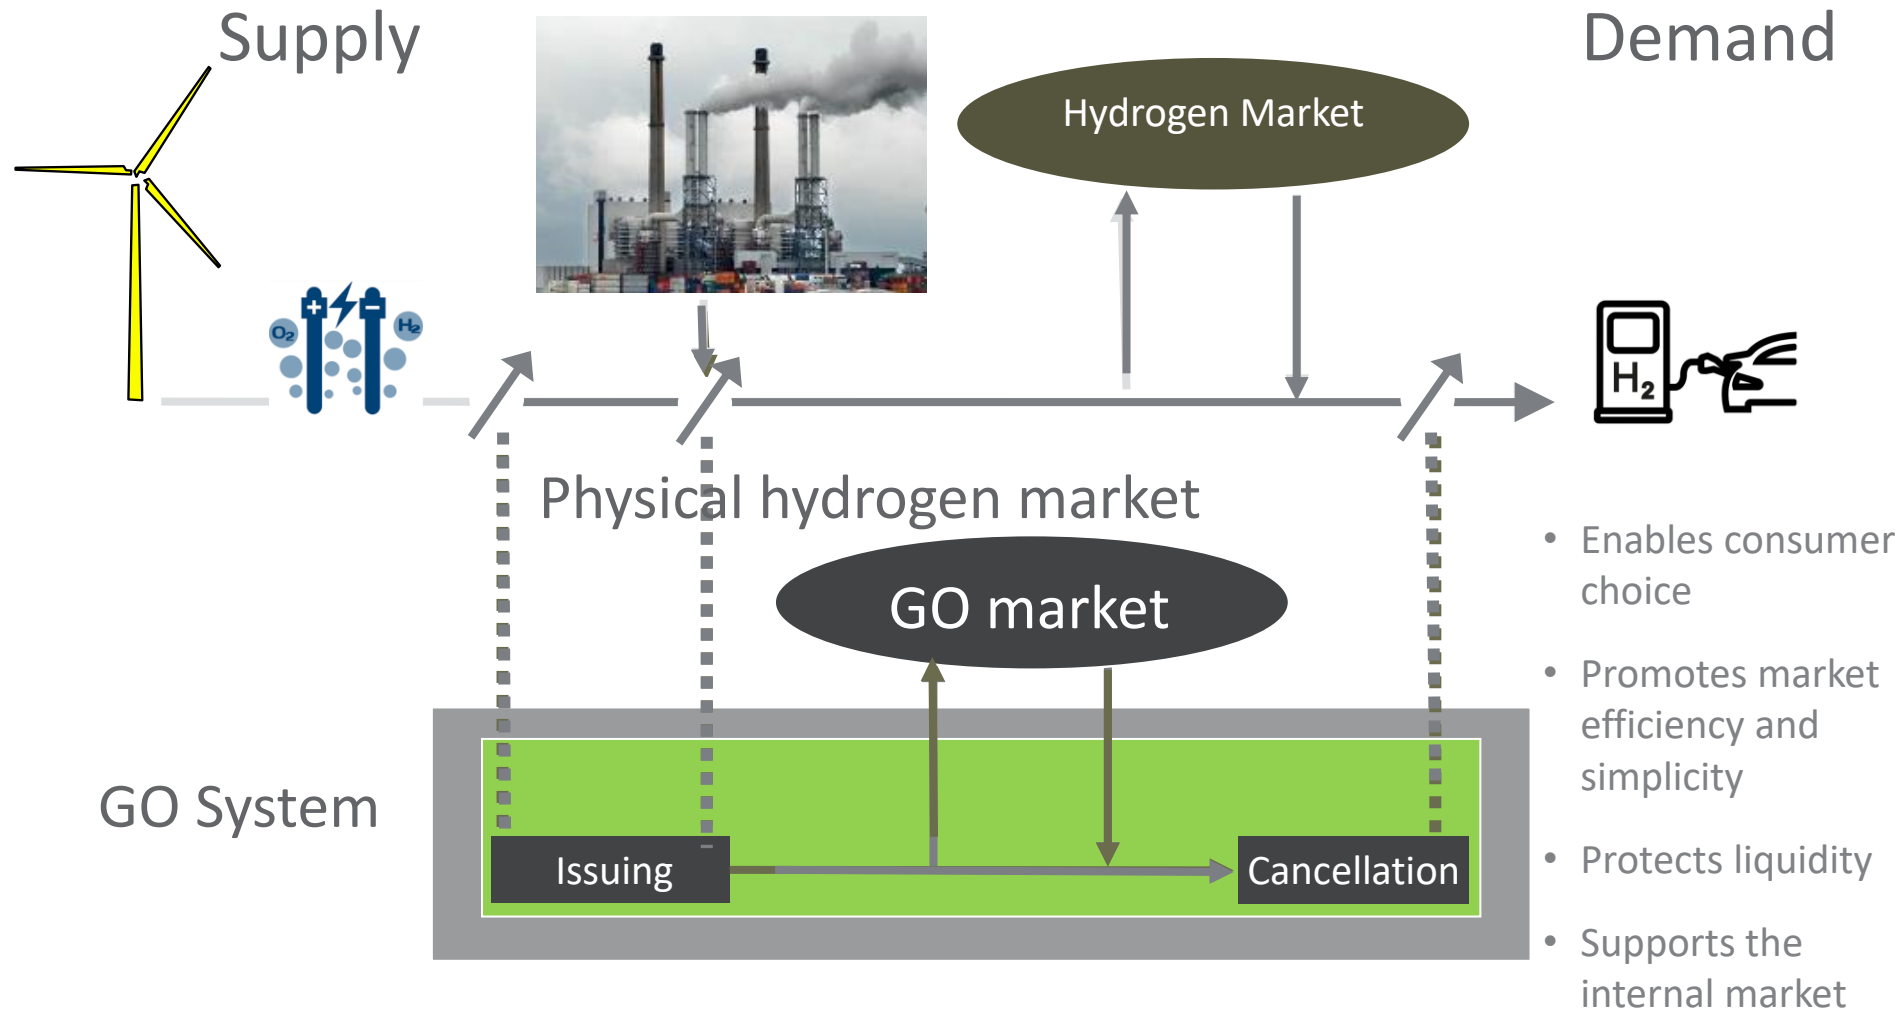 Supply
Demand
Hydrogen Market
O2
+
−
H2
H2
Physical hydrogen market
GO market
GO System
Issuing
Cancellation
• Enables consumer
choice
• Promotes market
efficiency and
simplicity
• Protects liquidity
• Supports the
internal market